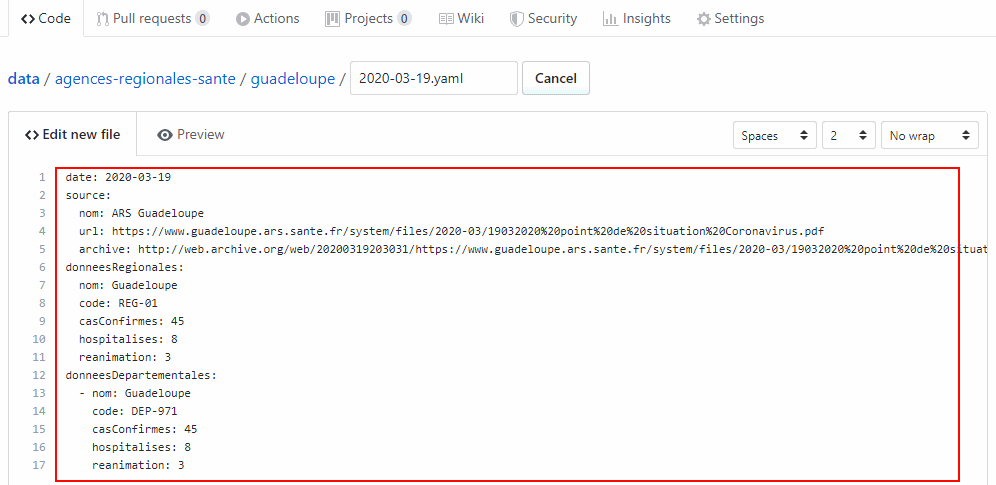 Code Pull requests 0 Actions Projects 0 Wiki Security Insights Settings
data / agences-regionales-sante / guadeloupe / 2020-03-19.yaml Cancel
Edit new file Preview Spaces 2 No wrap
1 date: 2020-03-19
2 source:
3 nom: ARS Guadeloupe
4 url: https://www.guadeloupe.ars.sante.fr/system/files/2020-03/19032020%20point%20de%20situation%20Coronavirus.pdf
5 archive: http://web.archive.org/web/20200319203031/https://www.guadeloupe.ars.sante.fr/system/files/2020-03/19032020%20point%20de%20situat
6 donneesRegionales:
7 nom: Guadeloupe
8 code: REG-01
9 casConfirmes: 45
10 hospitalises: 8
11 reanimation: 3
12 donneesDepartementales:
13 - nom: Guadeloupe
14 code: DEP-971
15 casConfirmes: 45
16 hospitalises: 8
17 reanimation: 3